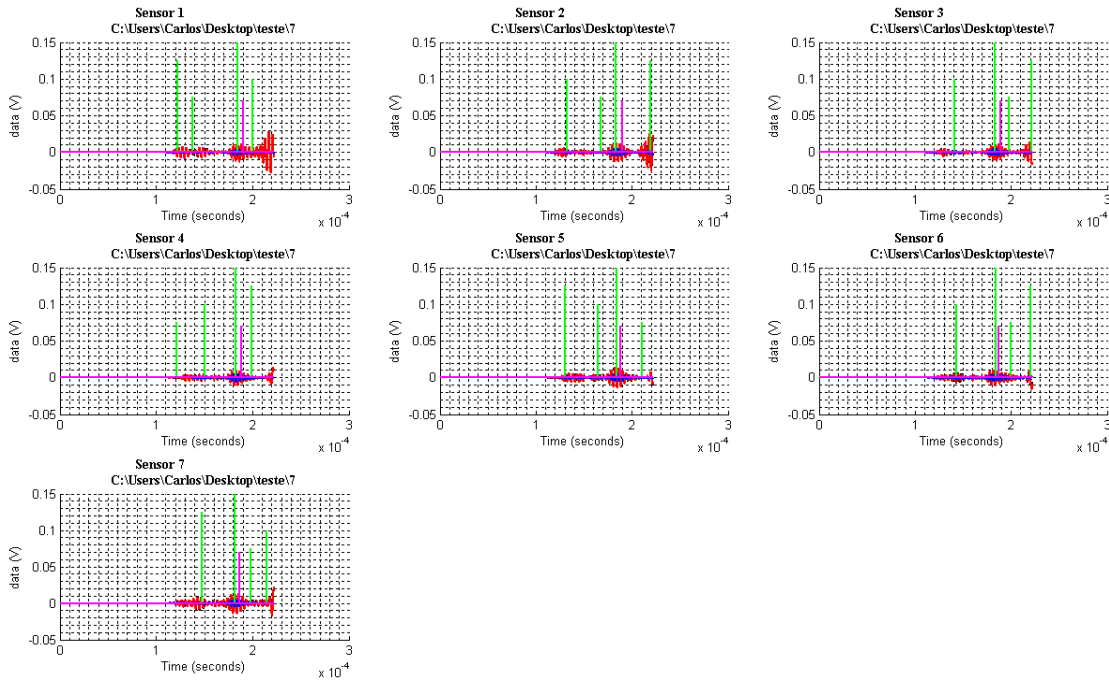 Sensor 1
C:\Users\Carlos\Desktop\teste\7
0.15
0.1
0.05
0
-0.05
data (V)
0 1 2 3
Time (seconds)
x 10⁻⁴
Sensor 2
C:\Users\Carlos\Desktop\teste\7
0.15
0.1
0.05
0
-0.05
data (V)
0 1 2 3
Time (seconds)
x 10⁻⁴
Sensor 3
C:\Users\Carlos\Desktop\teste\7
0.15
0.1
0.05
0
-0.05
data (V)
0 1 2 3
Time (seconds)
x 10⁻⁴
Sensor 4
C:\Users\Carlos\Desktop\teste\7
0.15
0.1
0.05
0
-0.05
data (V)
0 1 2 3
Time (seconds)
x 10⁻⁴
Sensor 5
C:\Users\Carlos\Desktop\teste\7
0.15
0.1
0.05
0
-0.05
data (V)
0 1 2 3
Time (seconds)
x 10⁻⁴
Sensor 6
C:\Users\Carlos\Desktop\teste\7
0.15
0.1
0.05
0
-0.05
data (V)
0 1 2 3
Time (seconds)
x 10⁻⁴
Sensor 7
C:\Users\Carlos\Desktop\teste\7
0.15
0.1
0.05
0
-0.05
data (V)
0 1 2 3
Time (seconds)
x 10⁻⁴